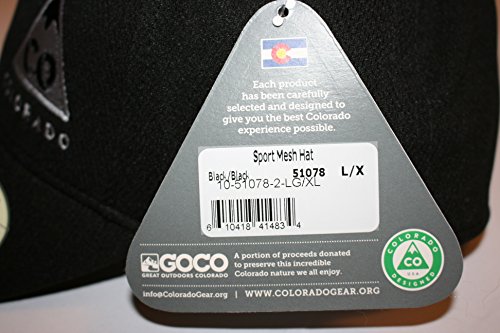 CO
COLORADO
Each product
has been carefully
selected and designed to
give you the best Colorado
experience possible.
Sport Mesh Hat
Black/Black 51078 L/X
10-51078-2-LG/XL
6 10418 41483 4
GOCO
GREAT OUTDOORS COLORADO
A portion of proceeds donated
to preserve this incredible
Colorado nature we all enjoy.
COLORADO
CO
USA
DESIGNED
info@ColoradoGear.org
WWW.COLORADOGEAR.ORG